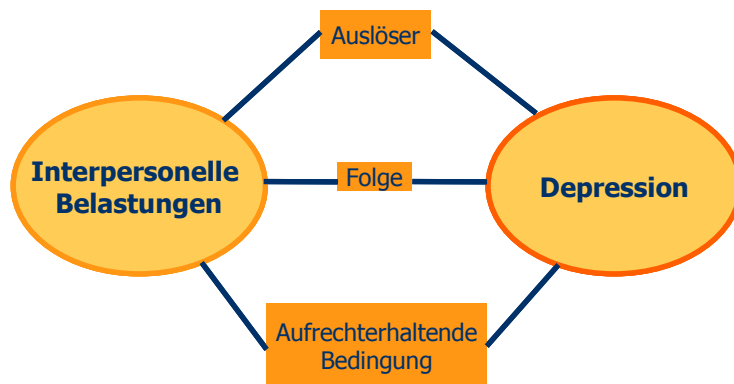 Auslöser
Interpersonelle
Belastungen
Folge
Depression
Aufrechterhaltende
Bedingung